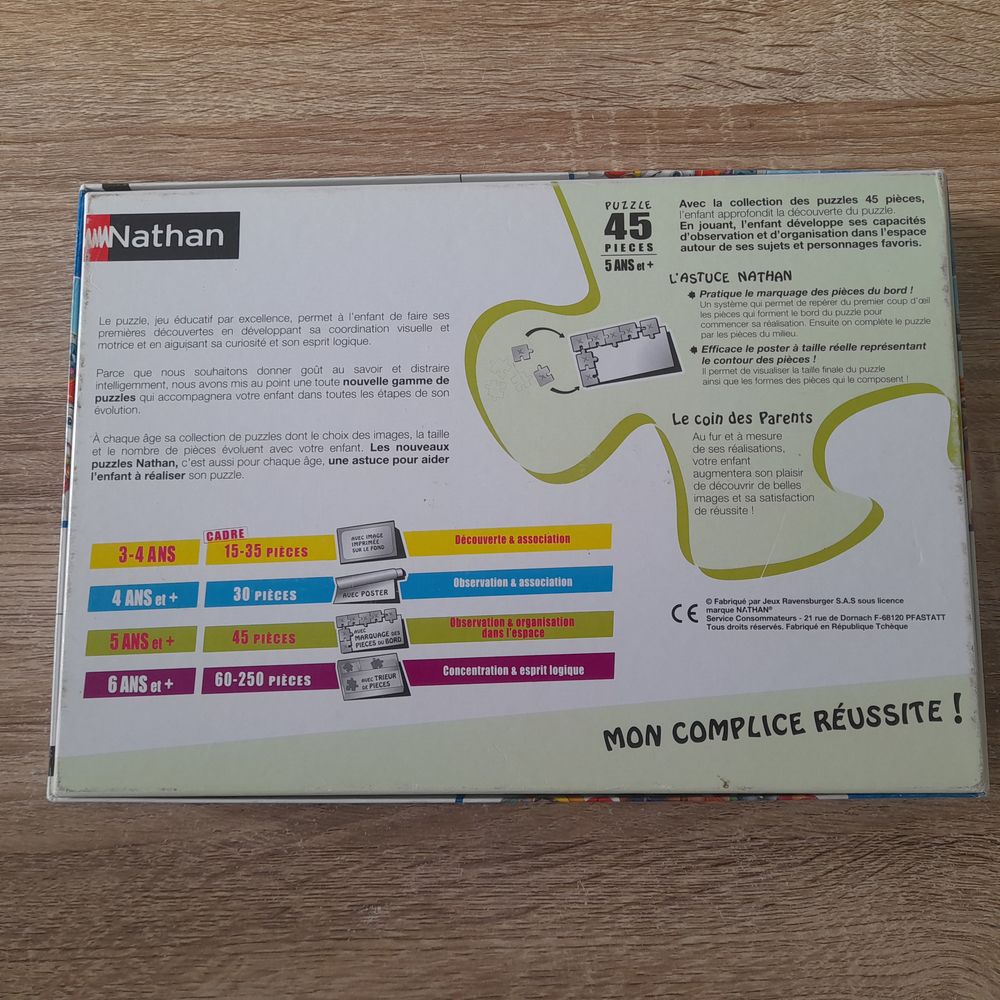 Nathan
Le puzzle, jeu éducatif par excellence, permet à l'enfant de faire ses
premières découvertes en développant sa coordination visuelle et
motrice et en aiguisant sa curiosité et son esprit logique.
Parce que nous souhaitons donner goût au savoir et distraire
intelligemment, nous avons mis au point une toute nouvelle gamme de
puzzles qui accompagnera votre enfant dans toutes les étapes de son
évolution.
À chaque âge sa collection de puzzles dont le choix des images, la taille
et le nombre de pièces évoluent avec votre enfant. Les nouveaux
puzzles Nathan, c'est aussi pour chaque âge, une astuce pour aider
l'enfant à réaliser son puzzle.
PUZZLE
45
PIECES
5 ANS et +
Avec la collection des puzzles 45 pièces,
l'enfant approfondit la découverte du puzzle.
En jouant, l'enfant développe ses capacités
d'observation et d'organisation dans l'espace
autour de ses sujets et personnages favoris.
L'ASTUCE NATHAN
Pratique le marquage des pièces du bord !
Un système qui permet de repérer du premier coup d'œil
les pièces qui forment le bord du puzzle pour
commencer sa réalisation. Ensuite on complète le puzzle
par les pièces du milieu.
Efficace le poster à taille réelle représentant
le contour des pièces !
Il permet de visualiser la taille finale du puzzle
ainsi que les formes des pièces qui le composent !
Le coin des Parents
Au fur et à mesure
de ses réalisations,
votre enfant
augmentera son plaisir
de découvrir de belles
images et sa satisfaction
de réussite !
3-4 ANS
CADRE
15-35 PIÈCES
AVEC IMAGE
IMPRIMÉE
SUR LE FOND
Découverte & association
4 ANS et +
30 PIÈCES
AVEC POSTER
Observation & association
5 ANS et +
45 PIÈCES
AVEC
MARQUAGE DES
PIECES DU BORD
Observation & organisation
dans l'espace
6 ANS et +
60-250 PIÈCES
AVEC TRIEUR
DE PIECES
Concentration & esprit logique
CE
© Fabriqué par Jeux Ravensburger S.A.S sous licence
marque NATHAN®
Service Consommateurs - 21 rue de Dornach F-68120 PFASTATT
Tous droits réservés. Fabriqué en République Tchèque
MON COMPLICE RÉUSSITE !